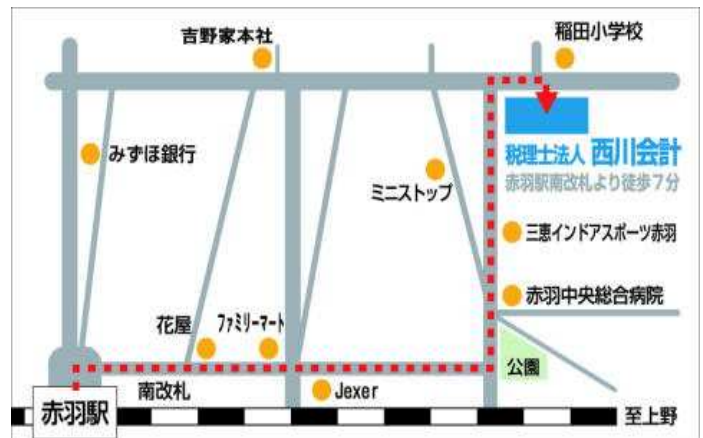 吉野家本社
稲田小学校
みずほ銀行
税理士法人 西川会計
赤羽駅南改札より徒歩7分
ミニストップ
三恵インドアスポーツ赤羽
赤羽中央総合病院
花屋
ファミリーマート
公園
南改札
Jexer
赤羽駅
至上野